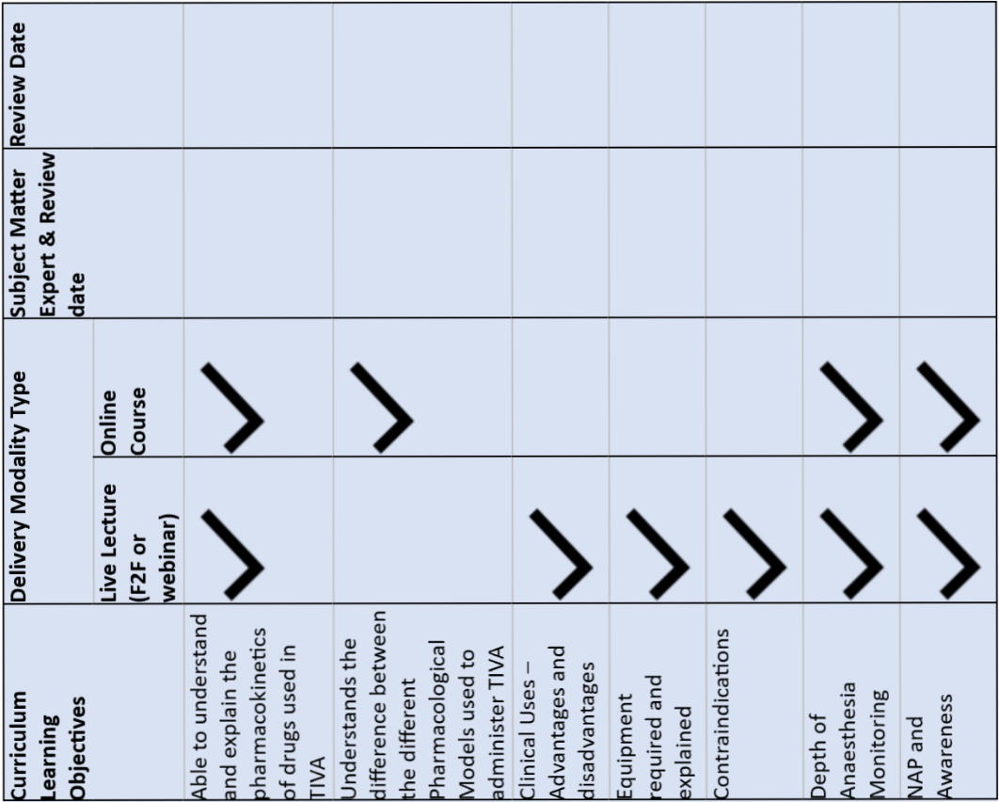 Curriculum
Learning
Objectives
Delivery Modality Type
Subject Matter
Expert & Review
date
Review Date
Live Lecture
(F2F or
webinar)
Online
Course
Able to understand
and explain the
pharmacokinetics
of drugs used in
TIVA
Understands the
difference between
the different
Pharmacological
Models used to
administer TIVA
Clinical Uses –
Advantages and
disadvantages
Equipment
required and
explained
Contraindications
Depth of
Anaesthesia
Monitoring
NAP and
Awareness